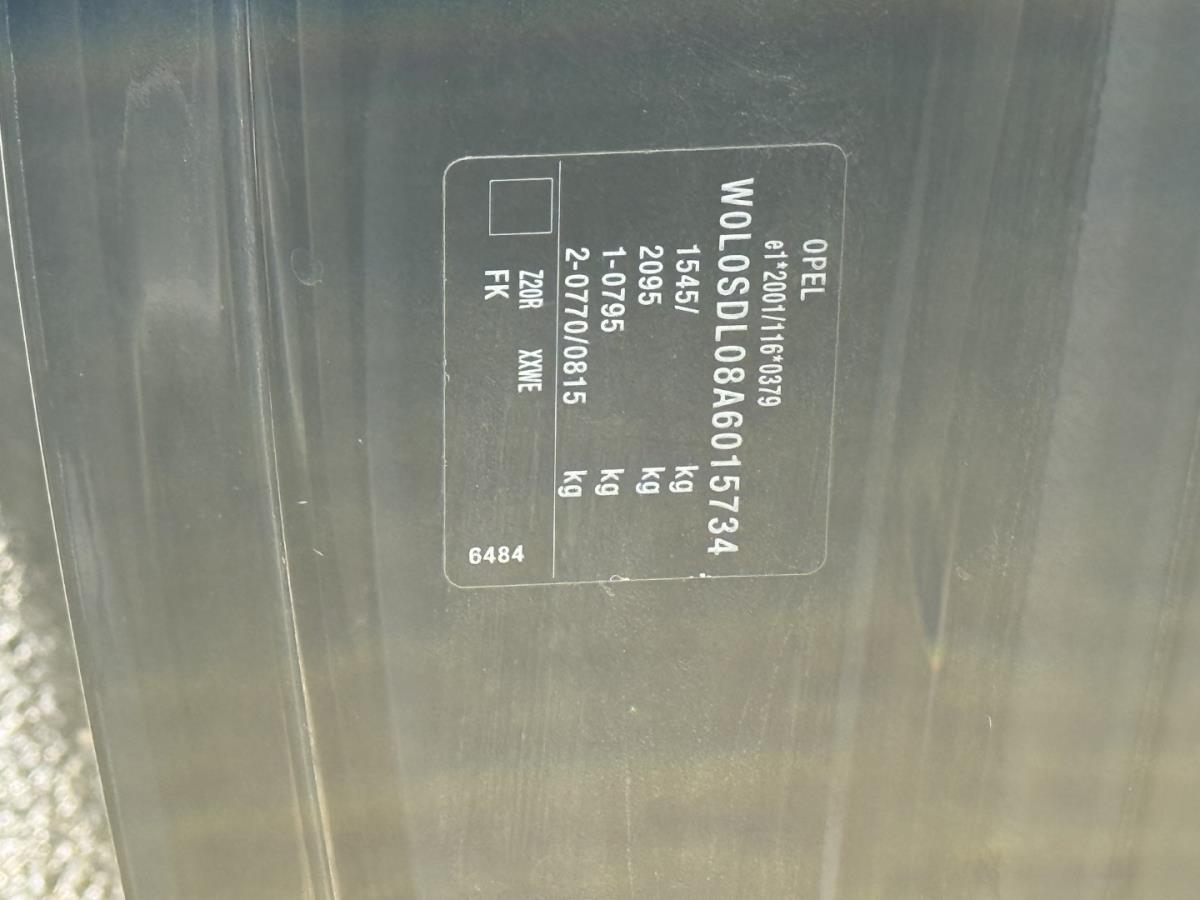 OPEL
e1*2001/116*0379
W0L0SDL08A6015734
1545/ kg
2095 kg
1-0795 kg
2-0770/0815 kg
Z20R XXWE
FK 6484